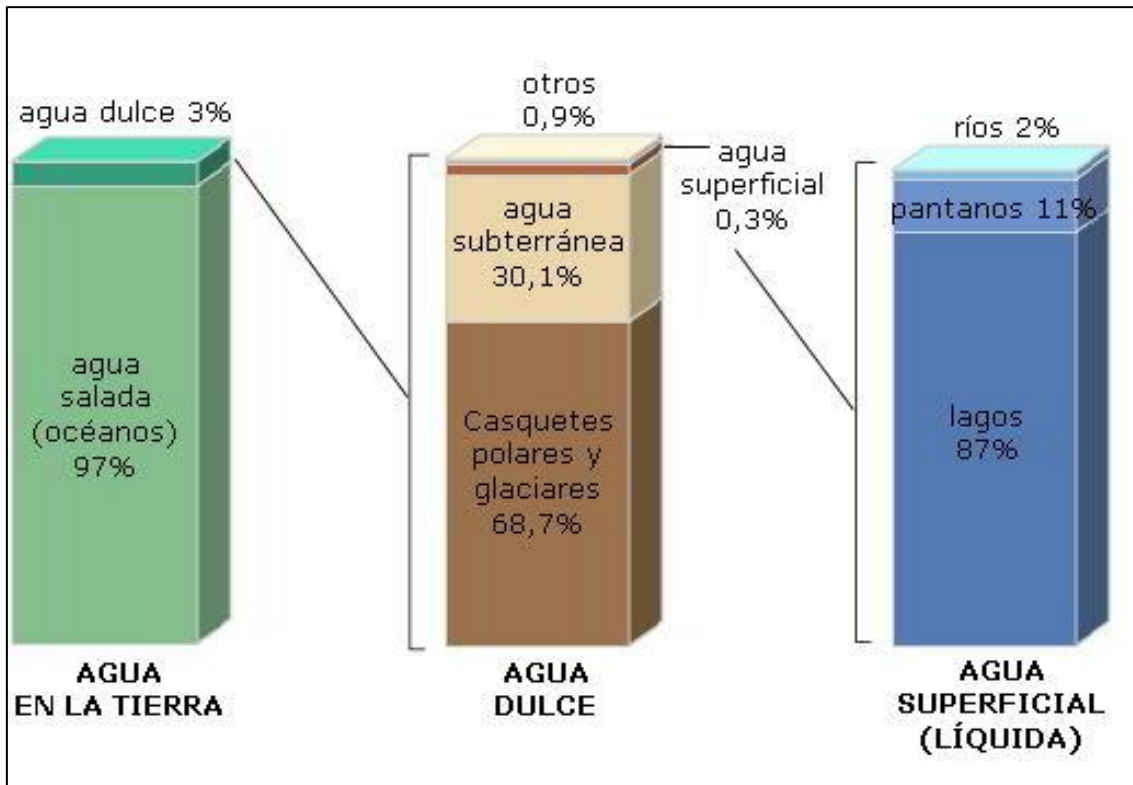 agua dulce 3%
agua
salada
(océanos)
97%
AGUA
EN LA TIERRA
otros
0,9%
agua
superficial
0,3%
agua
subterránea
30,1%
Casquetes
polares y
glaciares
68,7%
AGUA
DULCE
ríos 2%
pantanos 11%
lagos
87%
AGUA
SUPERFICIAL
(LÍQUIDA)